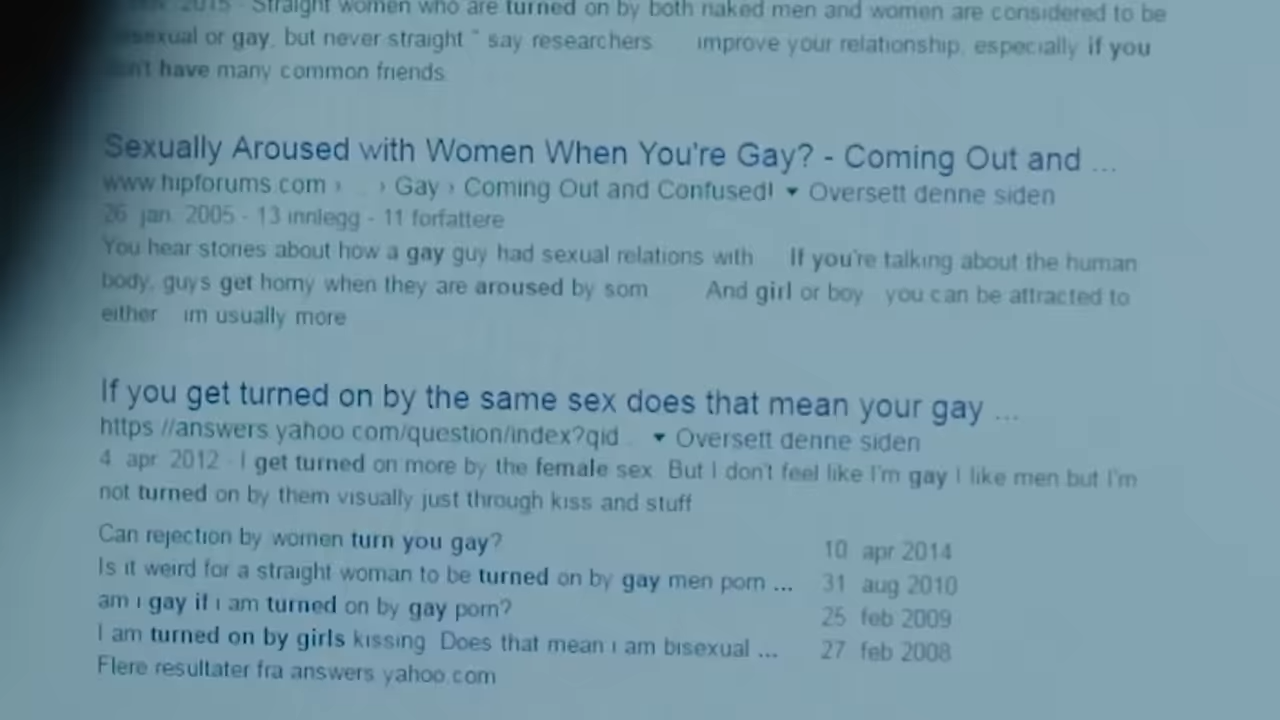 2015 - Straight women who are turned on by both naked men and women are considered to be
sexual or gay, but never straight " say researchers improve your relationship, especially if you
don't have many common friends
Sexually Aroused with Women When You're Gay? - Coming Out and ...
www.hipforums.com › › Gay › Coming Out and Confused! ▾ Oversett denne siden
26 jan. 2005 - 13 innlegg - 11 forfattere
You hear stories about how a gay guy had sexual relations with If you're talking about the human
body, guys get horny when they are aroused by som And girl or boy you can be attracted to
either im usually more
If you get turned on by the same sex does that mean your gay ...
https //answers yahoo com/question/index?qid ▾ Oversett denne siden
4 apr 2012 - I get turned on more by the female sex But I don't feel like I'm gay I like men but I'm
not turned on by them visually just through kiss and stuff
Can rejection by women turn you gay? 10 apr 2014
Is it weird for a straight woman to be turned on by gay men porn ... 31 aug 2010
am i gay if i am turned on by gay porn? 25 feb 2009
I am turned on by girls kissing Does that mean i am bisexual ... 27 feb 2008
Flere resultater fra answers yahoo.com